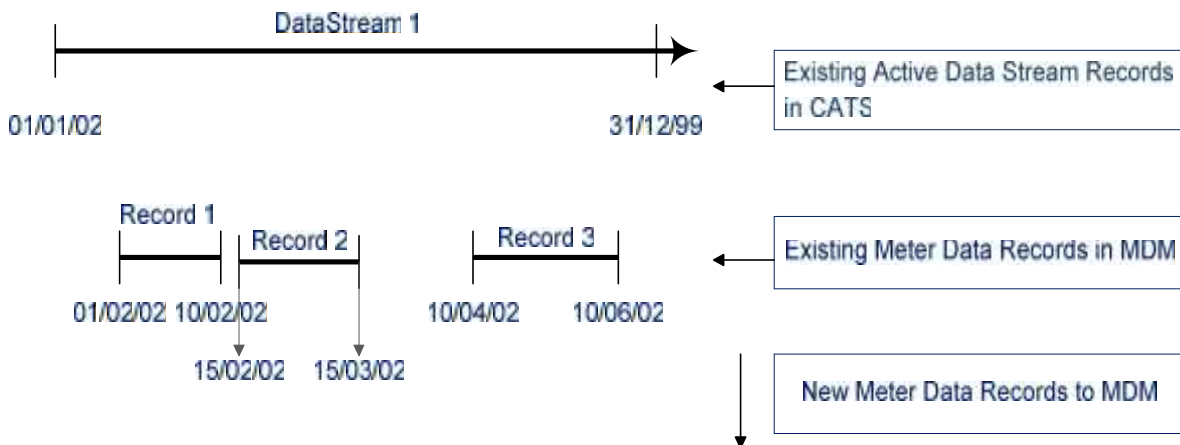 DataStream 1
Existing Active Data Stream Records
in CATS
01/01/02
31/12/99
Record 1
Record 2
Record 3
Existing Meter Data Records in MDM
01/02/02
10/02/02
10/04/02
10/06/02
15/02/02
15/03/02
New Meter Data Records to MDM